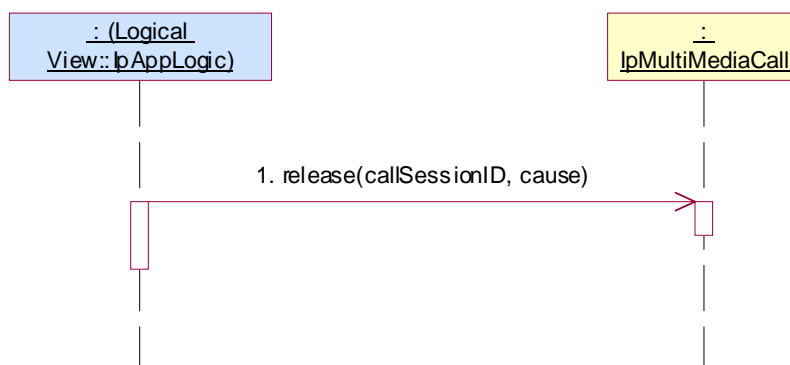 : (Logical
View::IpAppLogic)
:
IpMultiMediaCall
1. release(callSessionID, cause)